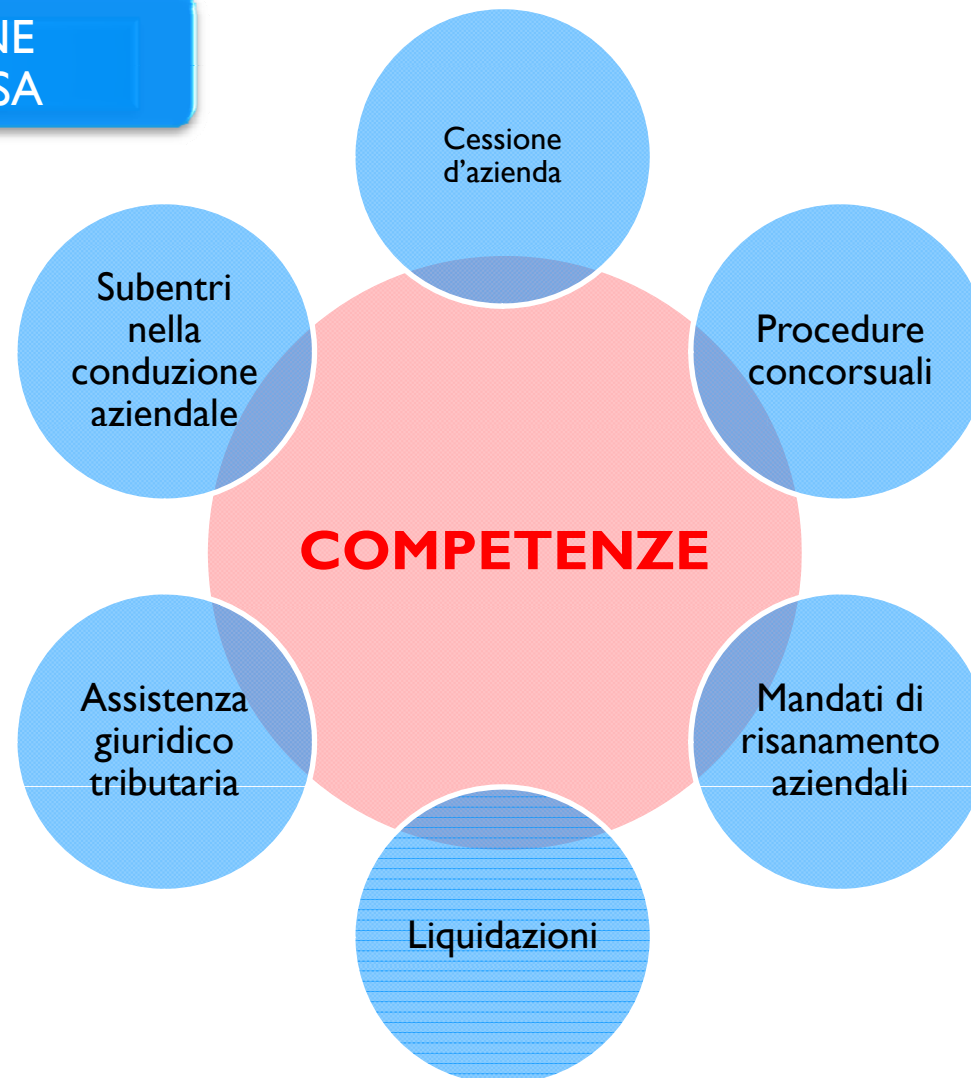 NE
SA
Cessione
d'azienda
Subentri
nella
conduzione
aziendale
Procedure
concorsuali
COMPETENZE
Assistenza
giuridico
tributaria
Mandati di
risanamento
aziendali
Liquidazioni